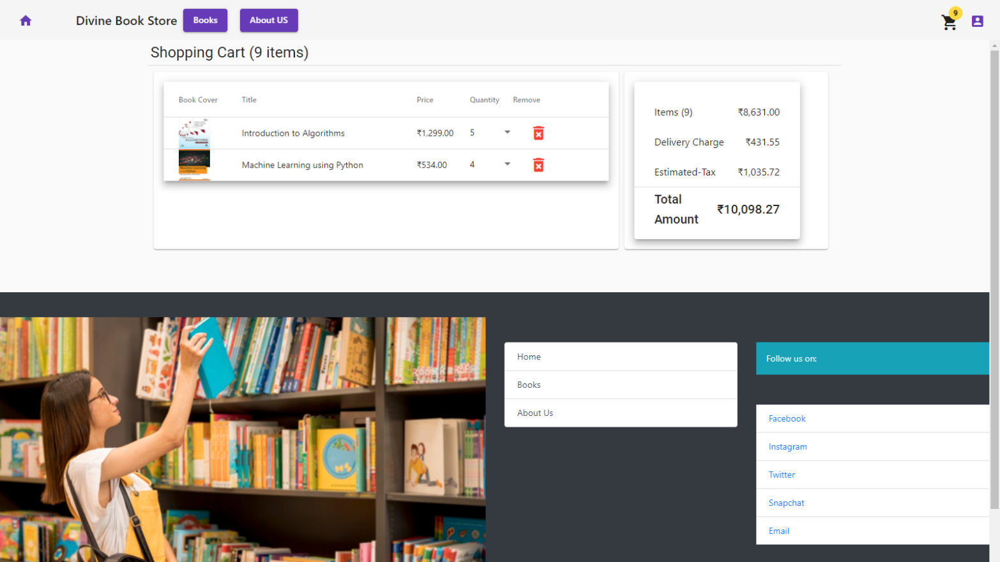 Divine Book Store Books About US 9
Shopping Cart (9 items)
Book Cover Title Price Quantity Remove
Introduction to Algorithms ₹1,299.00 5
Machine Learning using Python ₹534.00 4
Items (9) ₹8,631.00
Delivery Charge ₹431.55
Estimated-Tax ₹1,035.72
Total
Amount ₹10,098.27
Home
Books
About Us
Follow us on:
Facebook
Instagram
Twitter
Snapchat
Email